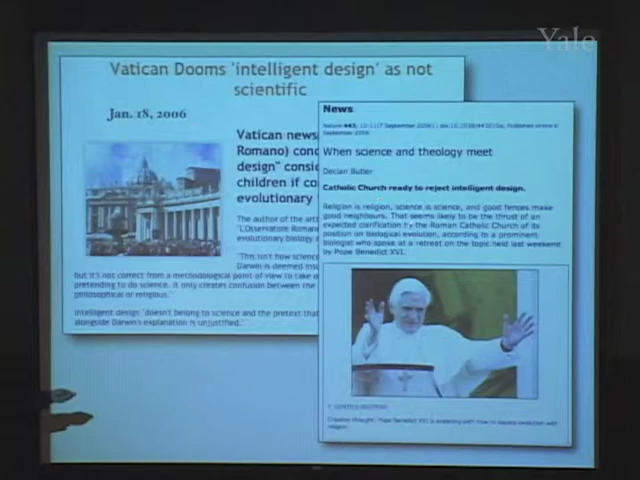 Yale
Vatican Dooms 'intelligent design' as not
scientific
Jan. 18, 2006
Vatican news
Romano) conc
design" consid
children if co
evolutionary
The author of the art
"L'Osservatore Romano
evolutionary biology
"This isn't how science
Darwin is deemed ins
but it's not correct from a methodological point of view to take
pretending to do science. It only creates confusion between the
philosophical or religious."
Intelligent design "doesn't belong to science and the pretext that
alongside Darwin's explanation is unjustified."
News
When science and theology meet
Declan Butler
Catholic Church ready to reject intelligent design.
Religion is religion, science is science, and good fences make
good neighbours. That seems likely to be the thrust of an
expected clarification by the Roman Catholic Church of its
position on biological evolution, according to a prominent
biologist who spoke at a retreat on the topic held last weekend
by Pope Benedict XVI.